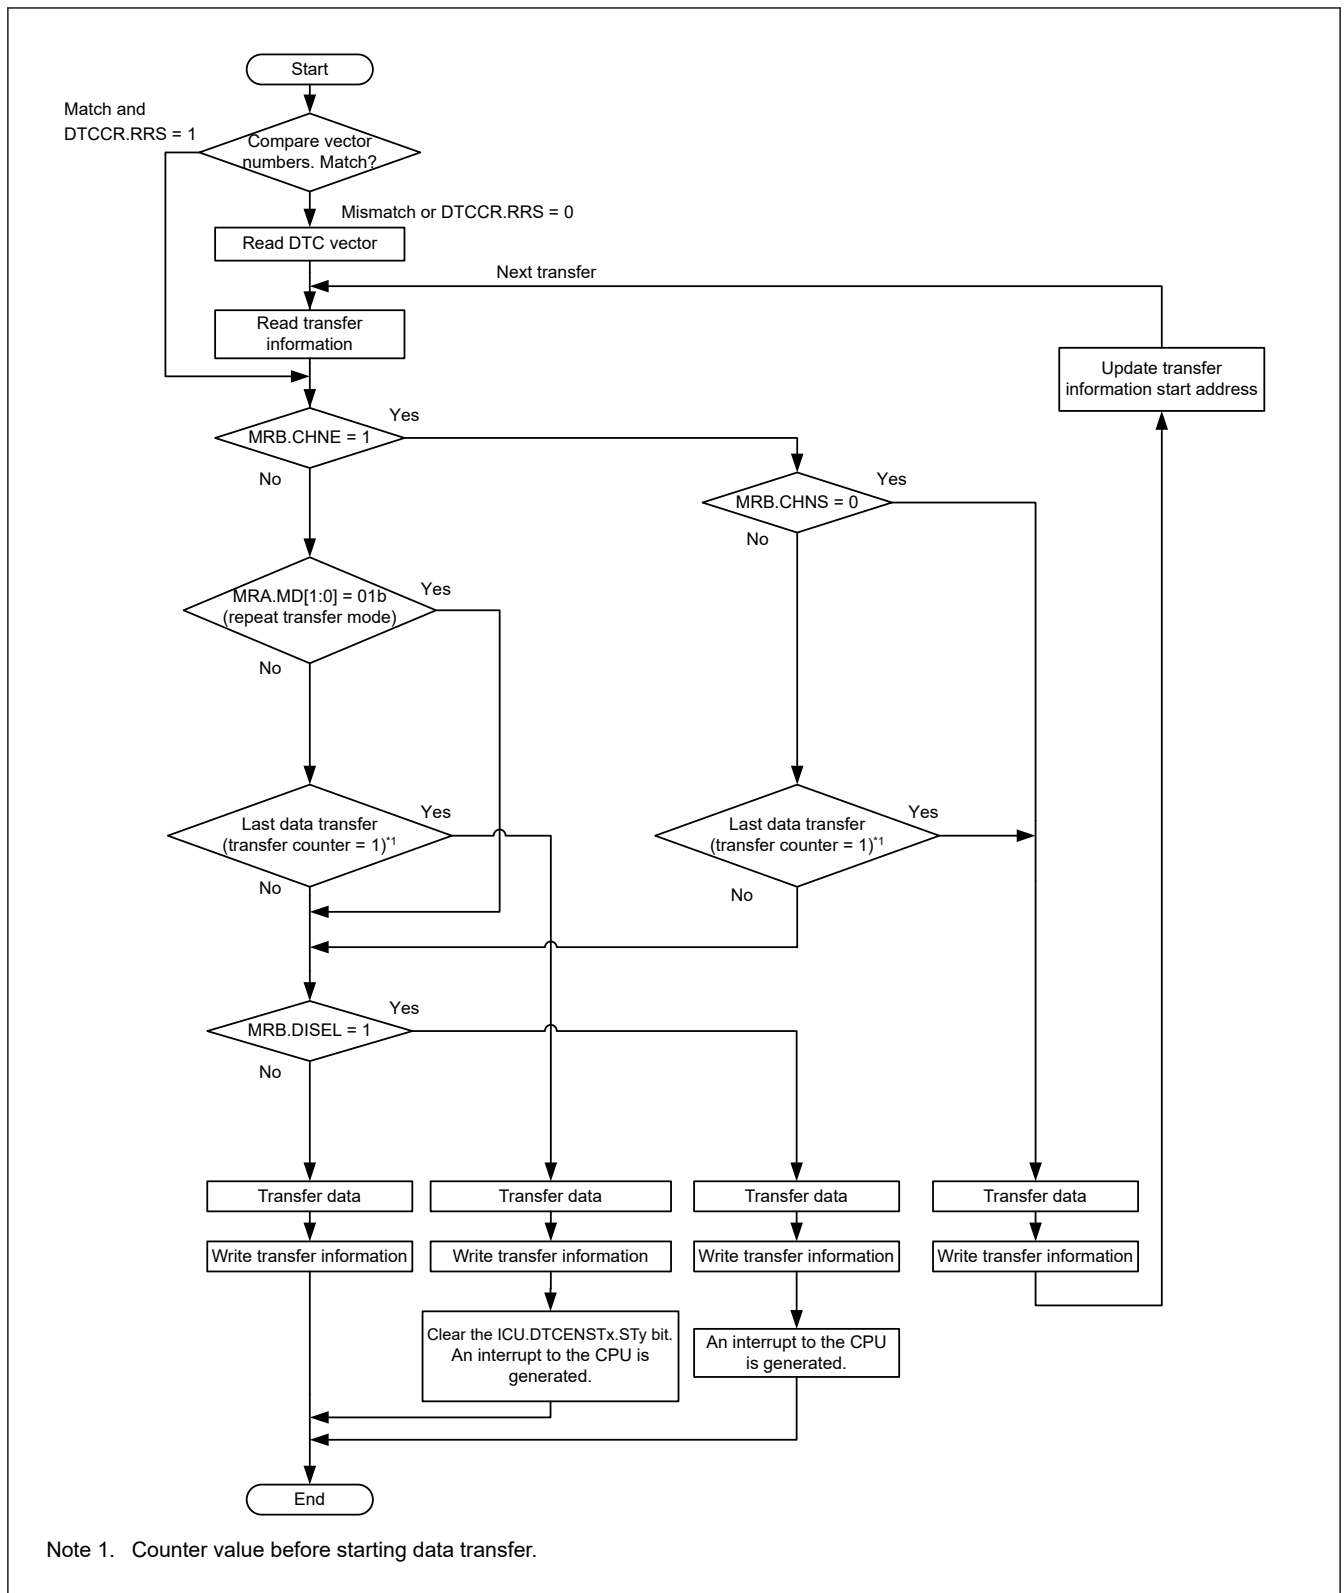 Start
Match and
DTCCR.RRS = 1
Compare vector
numbers. Match?
Mismatch or DTCCR.RRS = 0
Read DTC vector
Next transfer
Read transfer
information
Update transfer
information start address
Yes
MRB.CHNE = 1
No
Yes
MRB.CHNS = 0
No
MRA.MD[1:0] = 01b
(repeat transfer mode)
Yes
No
Last data transfer
(transfer counter = 1)*1
Yes
No
Last data transfer
(transfer counter = 1)*1
Yes
No
MRB.DISEL = 1
Yes
No
Transfer data
Transfer data
Transfer data
Transfer data
Write transfer information
Write transfer information
Write transfer information
Write transfer information
Clear the ICU.DTCENSTx.STy bit.
An interrupt to the CPU is
generated.
An interrupt to the CPU
is generated.
End
Note 1. Counter value before starting data transfer.